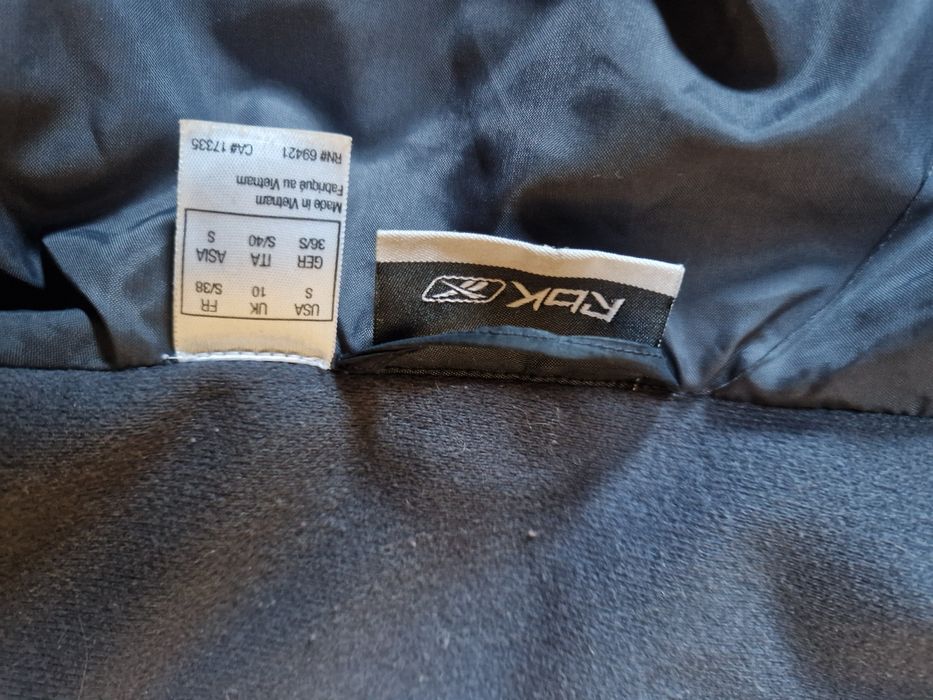 USA UK FR
S 10 S/38
GER ITA ASIA
36/S S/40 S
Made in Vietnam
Fabriqué au Vietnam
RN# 69421 CA# 17335
RbK